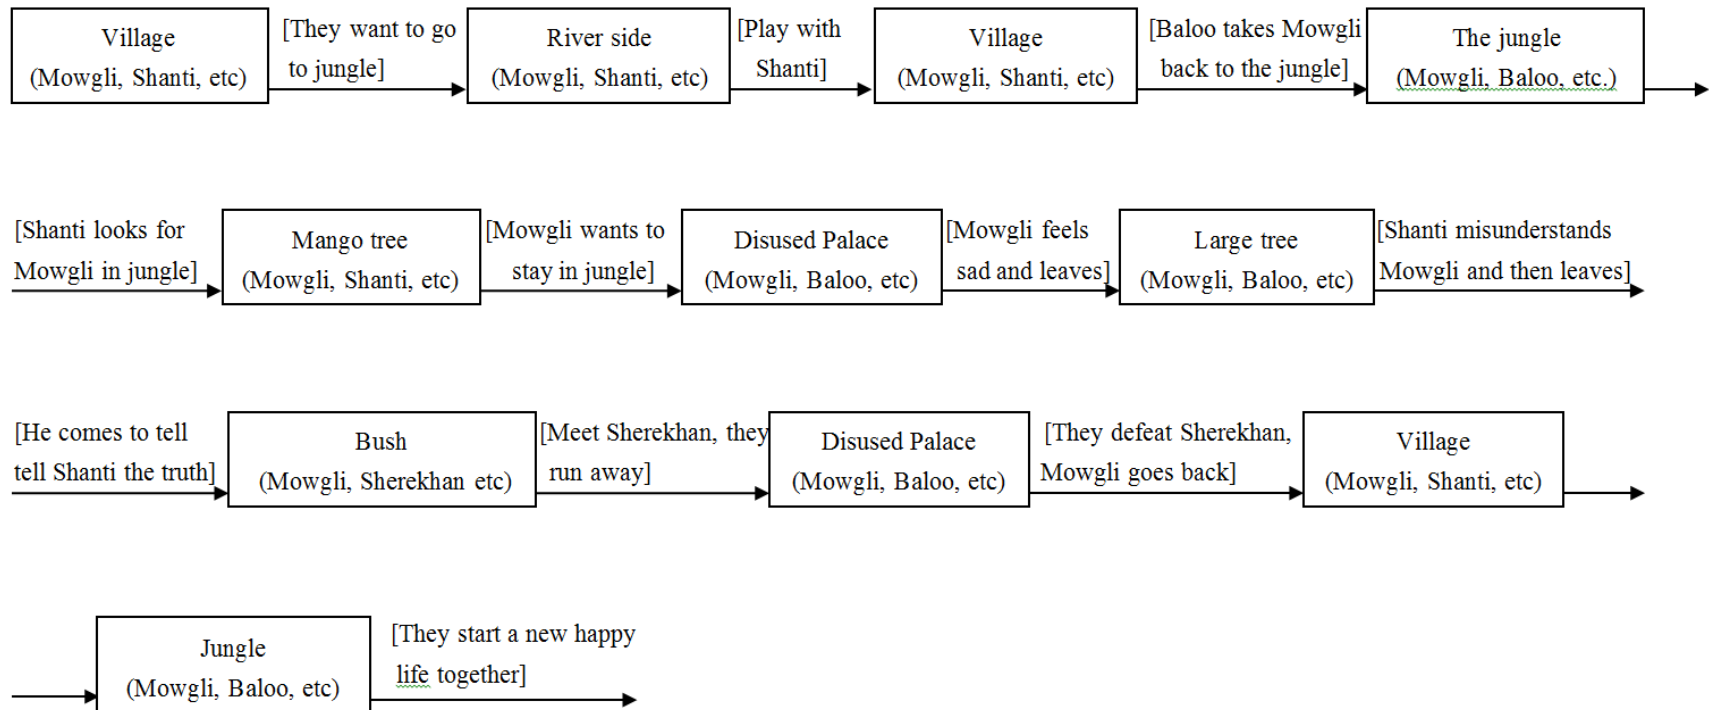 Village
(Mowgli, Shanti, etc)
[They want to go
to jungle]
River side
(Mowgli, Shanti, etc)
[Play with
Shanti]
Village
(Mowgli, Shanti, etc)
[Baloo takes Mowgli
back to the jungle]
The jungle
(Mowgli, Baloo, etc.)
[Shanti looks for
Mowgli in jungle]
Mango tree
(Mowgli, Shanti, etc)
[Mowgli wants to
stay in jungle]
Disused Palace
(Mowgli, Baloo, etc)
[Mowgli feels
sad and leaves]
Large tree
(Mowgli, Baloo, etc)
[Shanti misunderstands
Mowgli and then leaves]
[He comes to tell
tell Shanti the truth]
Bush
(Mowgli, Sherekhan etc)
[Meet Sherekhan, they
run away]
Disused Palace
(Mowgli, Baloo, etc)
[They defeat Sherekhan,
Mowgli goes back]
Village
(Mowgli, Shanti, etc)
Jungle
(Mowgli, Baloo, etc)
[They start a new happy
life together]